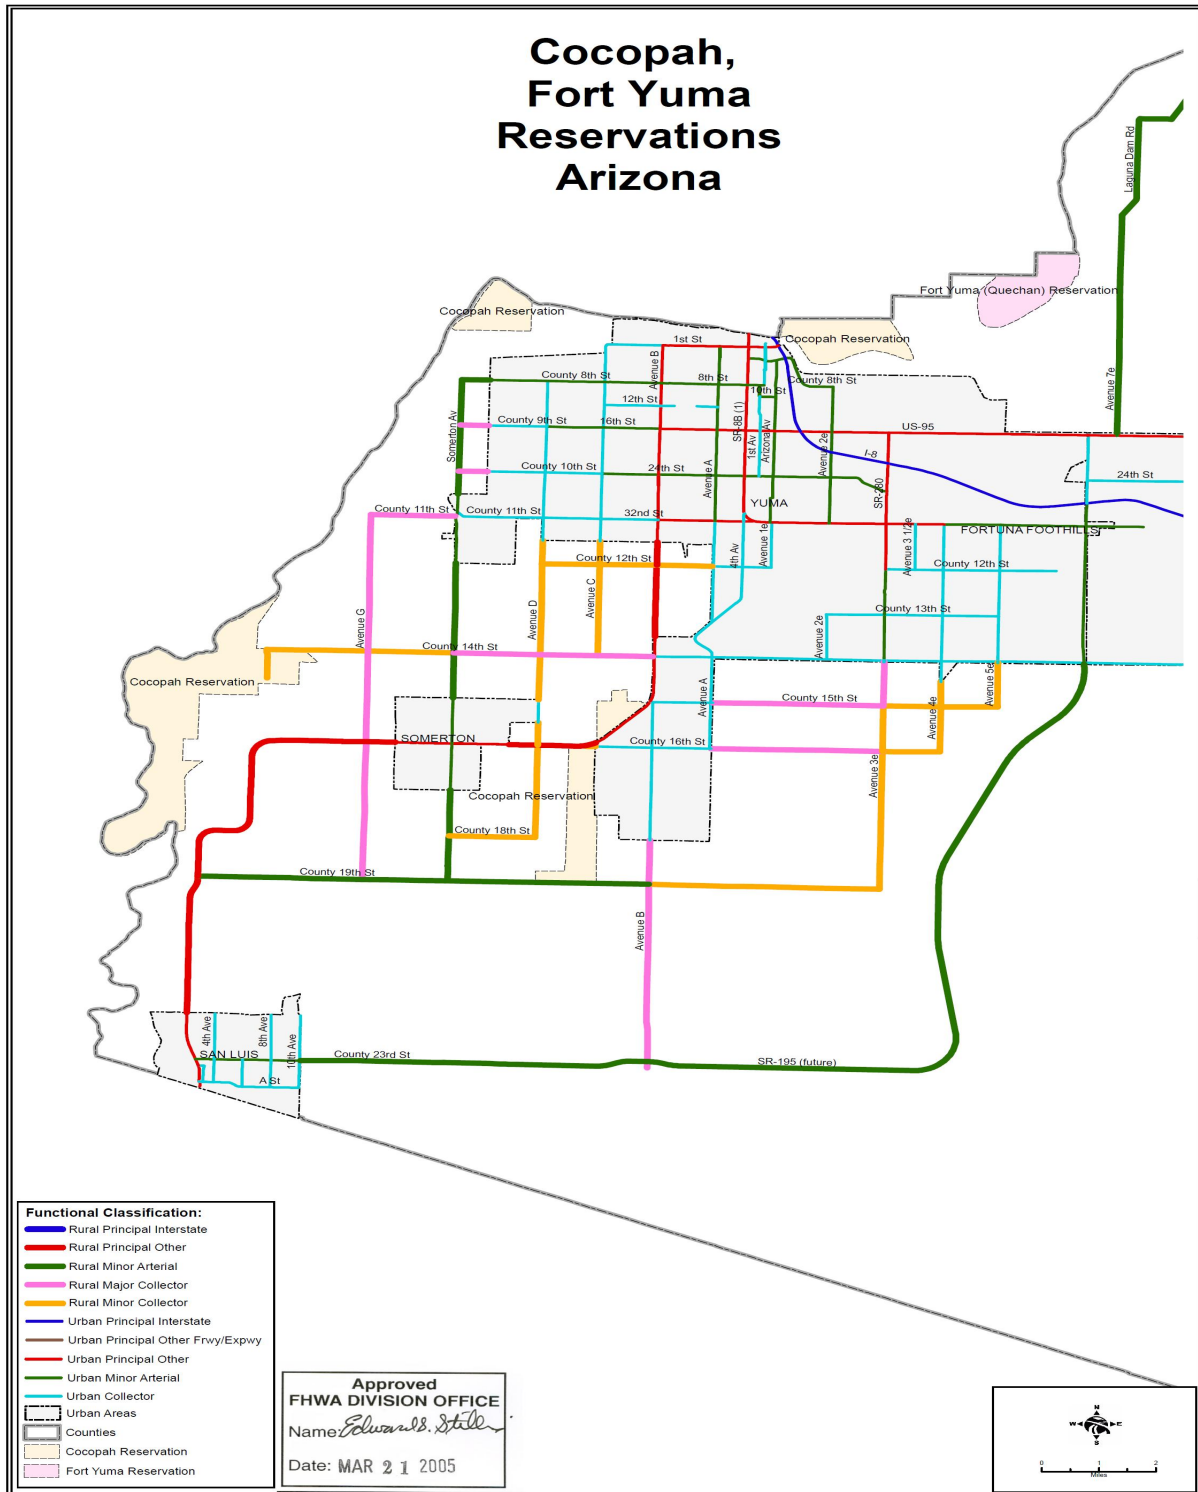 Cocopah,
Fort Yuma
Reservations
Arizona
Laguna Dam Rd
Fort Yuma (Quechan) Reservation
Cocopah Reservation
Cocopah Reservation
1st St
Avenue B
County 8th St
8th St
10th St
County 8th St
Avenue 7e
12th St
SR-8B (1)
1st Av
Arizona Av
Avenue 2e
Somerton Av
County 9th St
16th St
US-95
I-8
County 10th St
24th St
Avenue A
24th St
SR-280
YUMA
County 11th St
County 11th St
32nd St
FORTUNA FOOTHILLS
4th Av
Avenue 1e
Avenue 3 1/2e
County 12th St
County 12th St
Avenue G
Avenue D
Avenue C
County 13th St
Avenue 2e
County 14th St
Cocopah Reservation
Avenue A
County 15th St
Avenue 4e
Avenue 5e
SOMERTON
County 16th St
Avenue 3e
Cocopah Reservation
County 18th St
County 19th St
Avenue B
4th Ave
8th Ave
10th Ave
SAN LUIS
County 23rd St
SR-195 (future)
A St
Functional Classification:
Rural Principal Interstate
Rural Principal Other
Rural Minor Arterial
Rural Major Collector
Rural Minor Collector
Urban Principal Interstate
Urban Principal Other Frwy/Expwy
Urban Principal Other
Urban Minor Arterial
Urban Collector
Urban Areas
Counties
Cocopah Reservation
Fort Yuma Reservation
Approved
FHWA DIVISION OFFICE
Name: Edward S. Still
Date: MAR 21 2005
N
W E
S
0 1 2
Miles